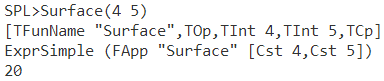 SPL>Surface(4 5)
[TFunName "Surface",TOp,TInt 4,TInt 5,TCp]
ExprSimple (FApp "Surface" [Cst 4,Cst 5])
20